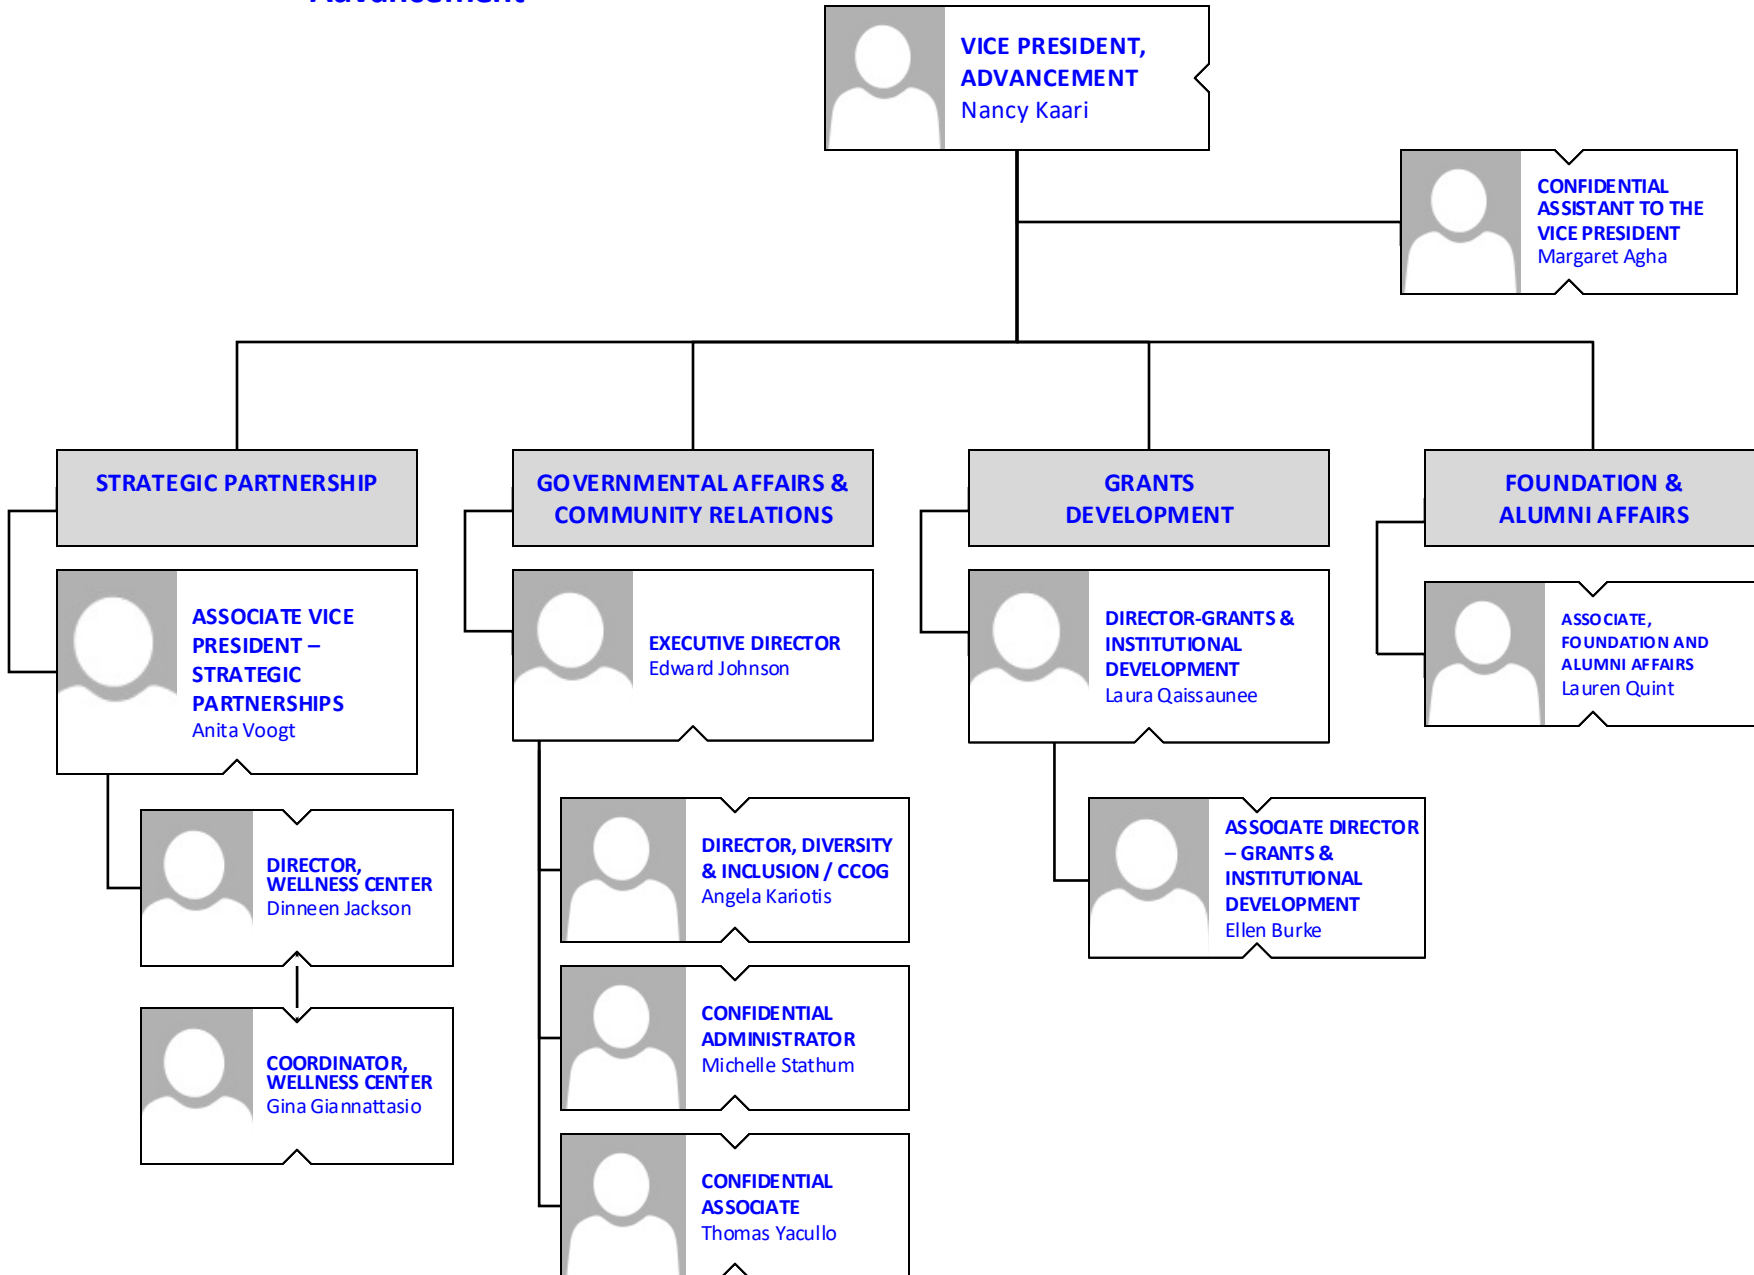 Advancement
VICE PRESIDENT,
ADVANCEMENT
Nancy Kaari
CONFIDENTIAL
ASSISTANT TO THE
VICE PRESIDENT
Margaret Agha
STRATEGIC PARTNERSHIP
ASSOCIATE VICE
PRESIDENT –
STRATEGIC
PARTNERSHIPS
Anita Voogt
DIRECTOR,
WELLNESS CENTER
Dinneen Jackson
COORDINATOR,
WELLNESS CENTER
Gina Giannattasio
GOVERNMENTAL AFFAIRS &
COMMUNITY RELATIONS
EXECUTIVE DIRECTOR
Edward Johnson
DIRECTOR, DIVERSITY
& INCLUSION / CCOG
Angela Kariotis
CONFIDENTIAL
ADMINISTRATOR
Michelle Stathum
CONFIDENTIAL
ASSOCIATE
Thomas Yacullo
GRANTS
DEVELOPMENT
DIRECTOR-GRANTS &
INSTITUTIONAL
DEVELOPMENT
Laura Qaissaunee
ASSOCIATE DIRECTOR
– GRANTS &
INSTITUTIONAL
DEVELOPMENT
Ellen Burke
FOUNDATION &
ALUMNI AFFAIRS
ASSOCIATE,
FOUNDATION AND
ALUMNI AFFAIRS
Lauren Quint